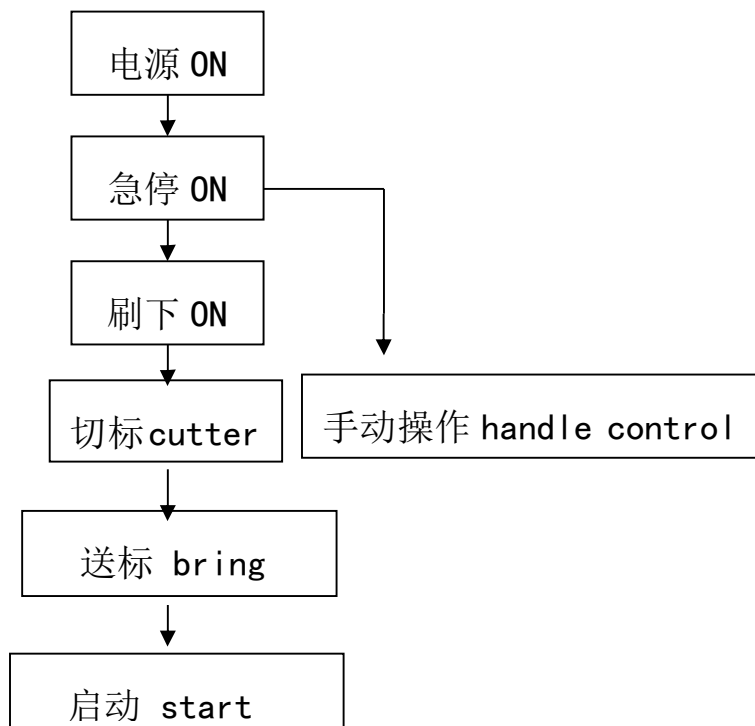 电源 ON
急停 ON
刷下 ON
切标cutter
手动操作 handle control
送标 bring
启动 start